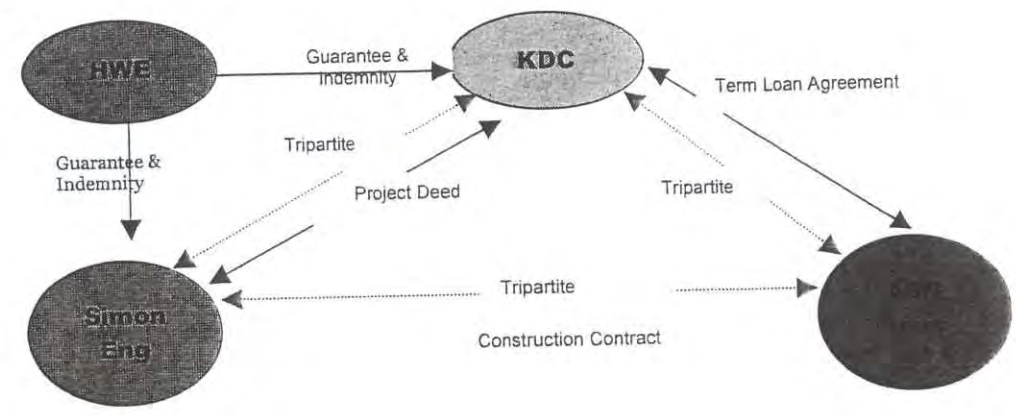 HWE
Guarantee &
Indemnity
KDC
Term Loan Agreement
Guarantee &
Indemnity
Tripartite
Project Deed
Tripartite
Simon
Eng
Tripartite
Construction Contract